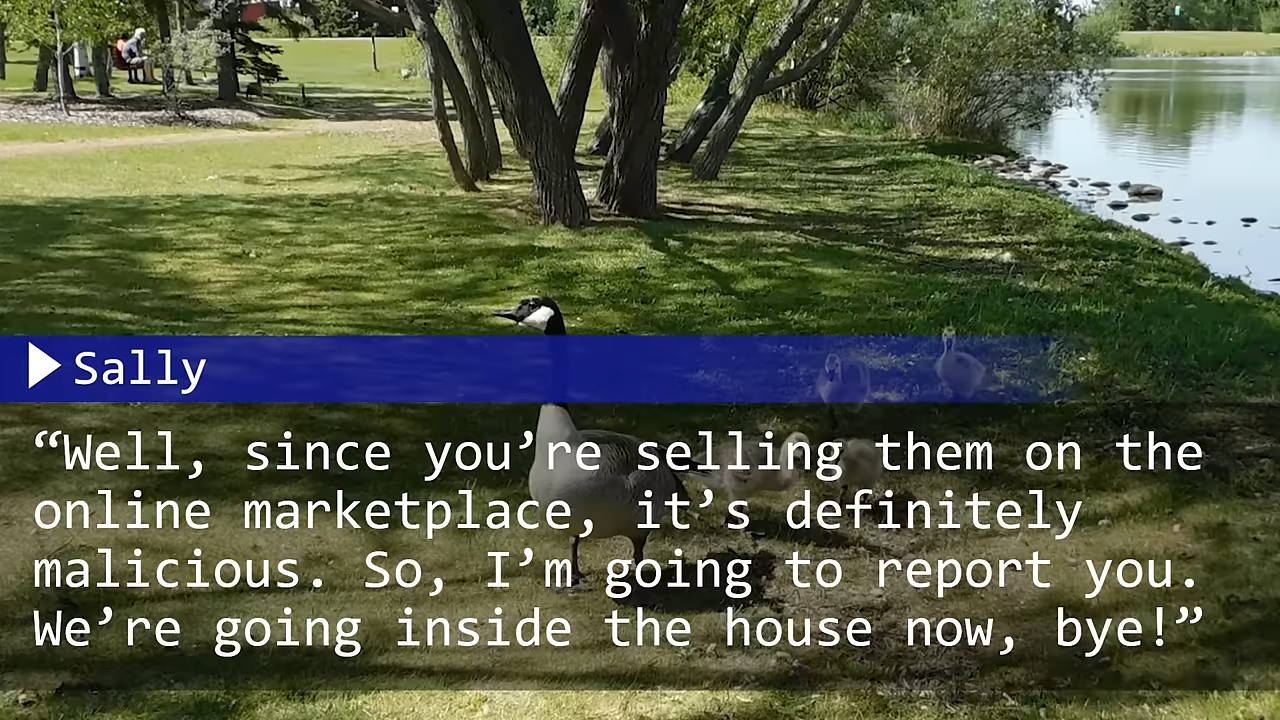 Sally
“Well, since you’re selling them on the
online marketplace, it’s definitely
malicious. So, I’m going to report you.
We’re going inside the house now, bye!”